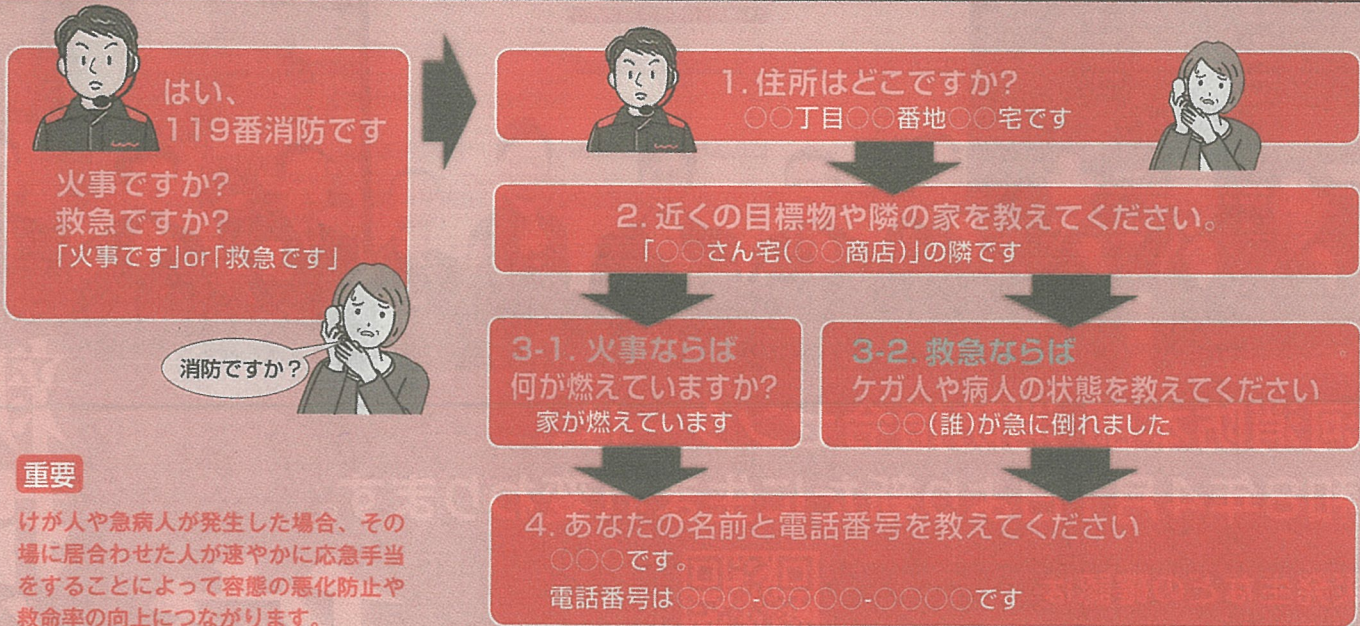 はい、
119番消防です
火事ですか?
救急ですか?
「火事です」or「救急です」
消防ですか?
1.住所はどこですか?
○○丁目○○番地○○宅です
2.近くの目標物や隣の家を教えてください。
「○○さん宅(○○商店)」の隣です
3-1.火事ならば
何が燃えていますか?
家が燃えています
3-2.救急ならば
ケガ人や病人の状態を教えてください
○○(誰)が急に倒れました
4.あなたの名前と電話番号を教えてください
○○○です。
電話番号は○○○-○○○○-○○○○です
重要
けが人や急病人が発生した場合、その
場に居合わせた人が速やかに応急手当
をすることによって容態の悪化防止や
救命率の向上につながります。